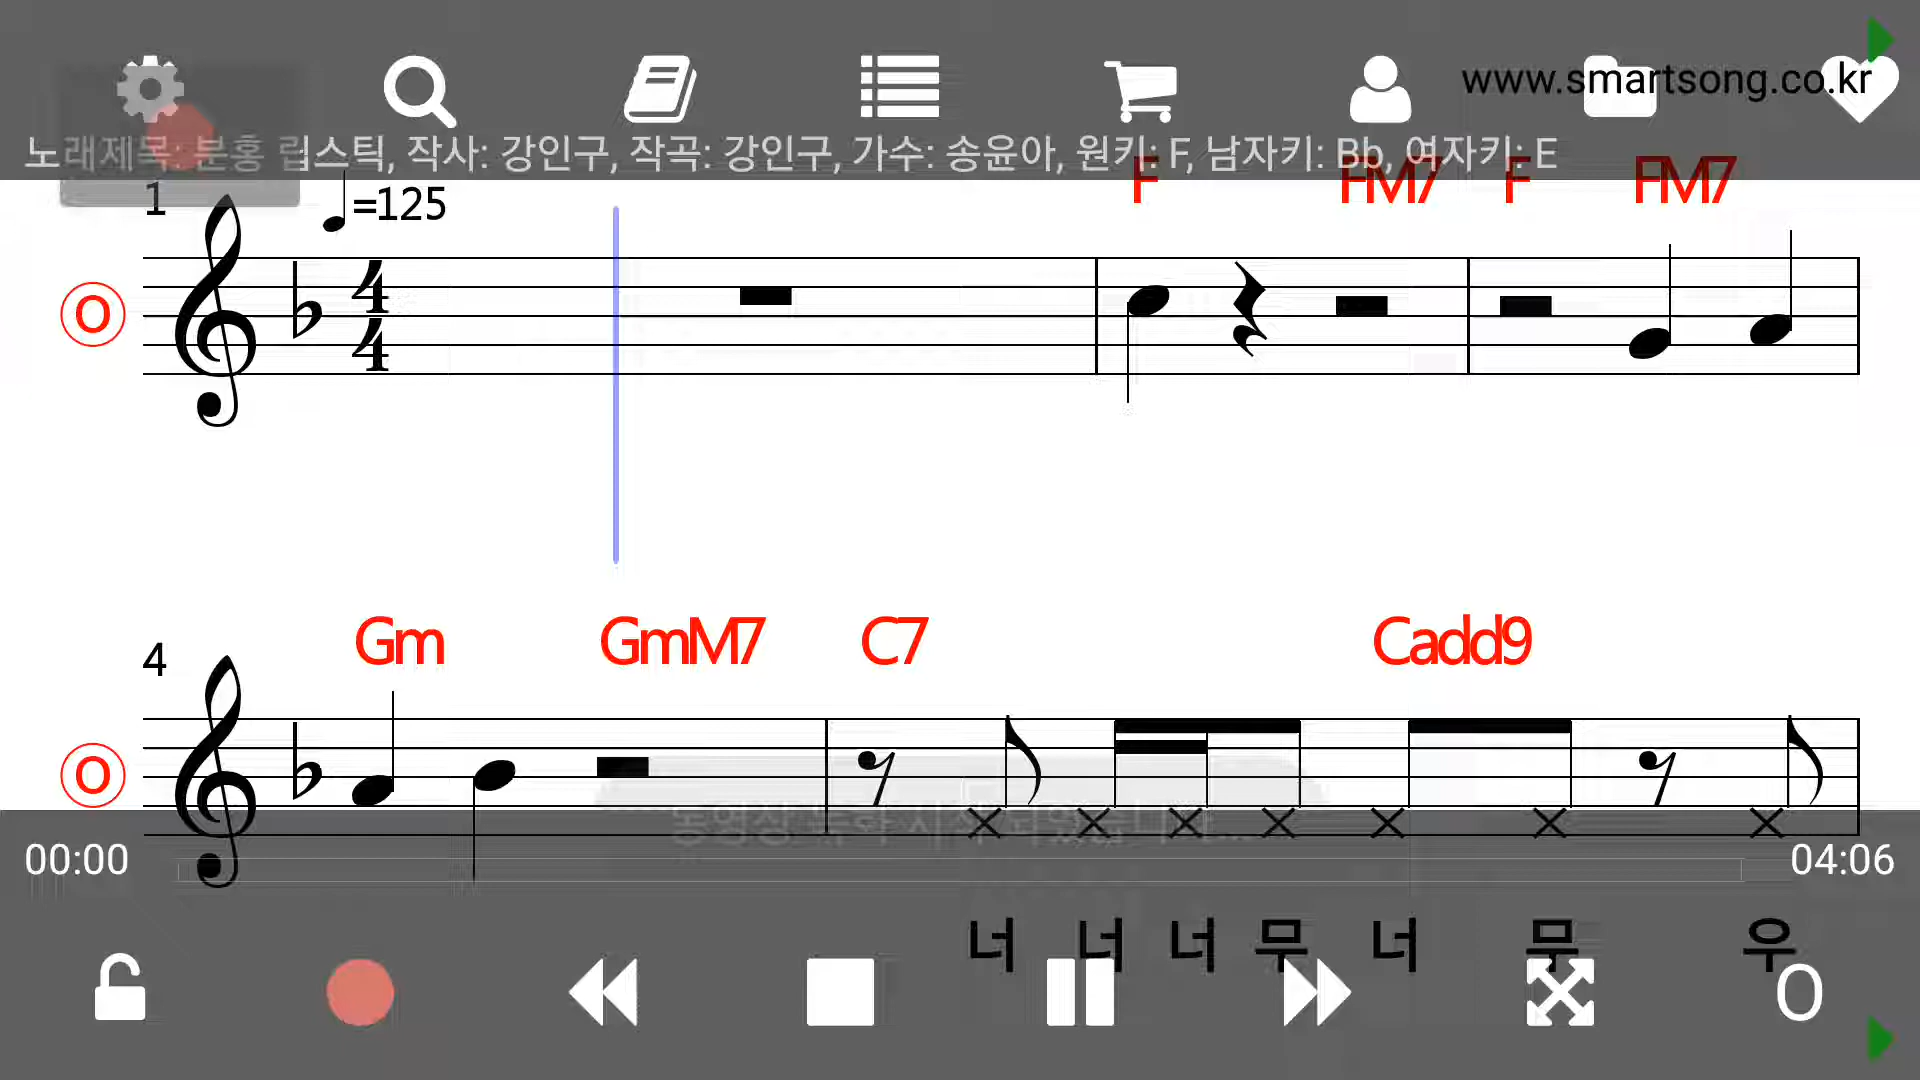 www.smartsong.co.kr
노래제목: 분홍 립스틱, 작사: 강인구, 작곡: 강인구, 가수: 송윤아, 원키: F, 남자키: Bb, 여자키: E
F FM7 F FM7
1 =125
O 4
4
Gm GmM7 C7 Cadd9
4
O
00:00 04:06
너 너 너 무 너 무 우
O